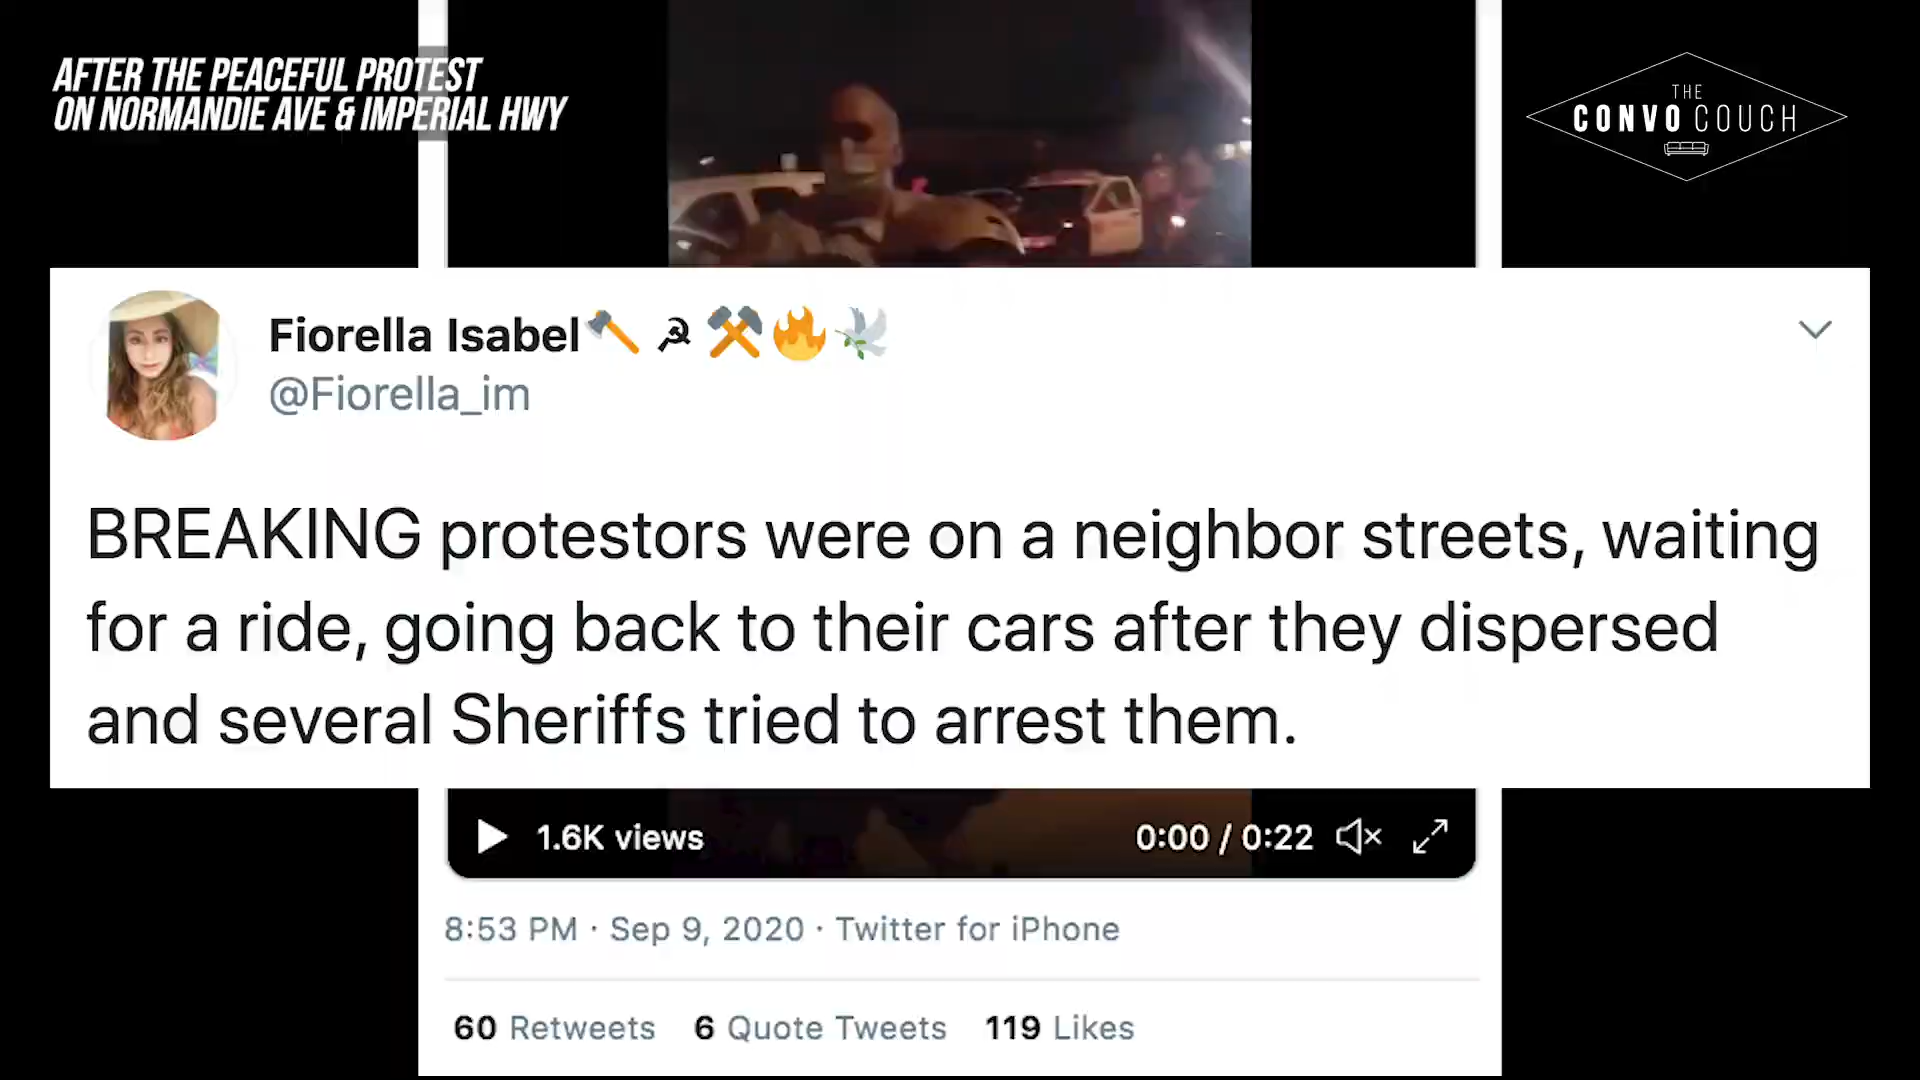 AFTER THE PEACEFUL PROTEST
ON NORMANDIE AVE & IMPERIAL HWY
THE
CONVO COUCH
Fiorella Isabel🪓 ☭ ⚒️🔥🕊️
@Fiorella_im
BREAKING protestors were on a neighbor streets, waiting
for a ride, going back to their cars after they dispersed
and several Sheriffs tried to arrest them.
1.6K views
0:00 / 0:22
8:53 PM · Sep 9, 2020 · Twitter for iPhone
60 Retweets 6 Quote Tweets 119 Likes